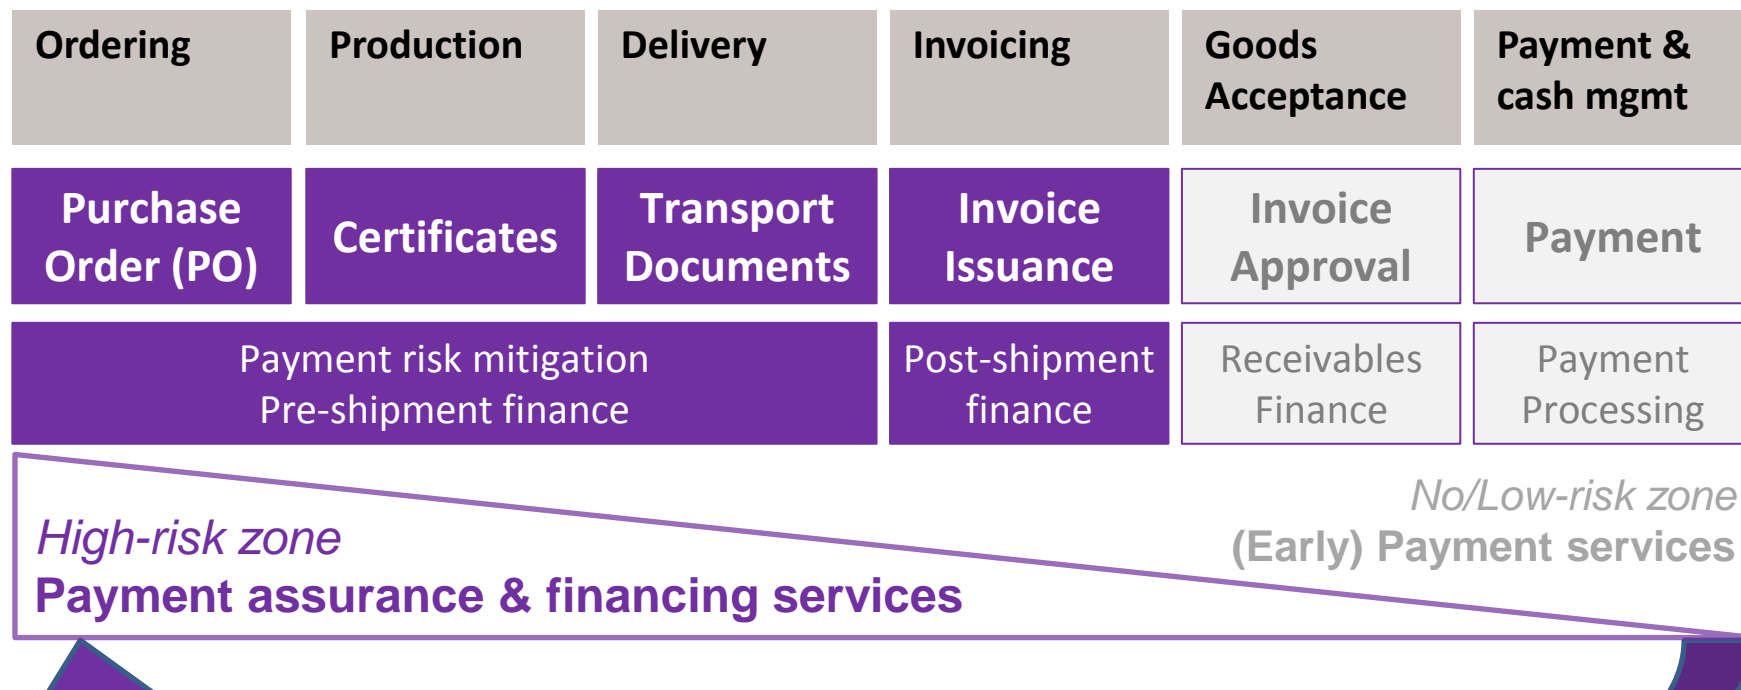 Ordering
Production
Delivery
Invoicing
Goods
Acceptance
Payment &
cash mgmt
Purchase
Order (PO)
Certificates
Transport
Documents
Invoice
Issuance
Invoice
Approval
Payment
Payment risk mitigation
Pre-shipment finance
Post-shipment
finance
Receivables
Finance
Payment
Processing
High-risk zone
Payment assurance & financing services
No/Low-risk zone
(Early) Payment services